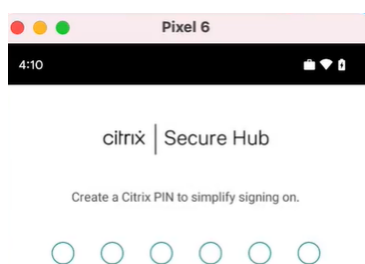 Pixel 6
4:10
citrix | Secure Hub
Create a Citrix PIN to simplify signing on.